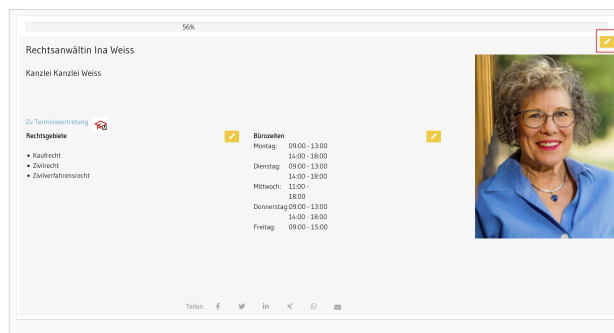 56%
Rechtsanwältin Ina Weiss
Kanzlei Kanzlei Weiss
Zu Terminsvertretung
Rechtsgebiete
• Kaufrecht
• Zivilrecht
• Zivilverfahrensrecht
Bürozeiten
Montag: 09:00 - 13:00
14:00 - 18:00
Dienstag: 09:00 - 13:00
14:00 - 18:00
Mittwoch: 11:00 -
18:00
Donnerstag:09:00 - 13:00
14:00 - 18:00
Freitag: 09:00 - 15:00
Teilen